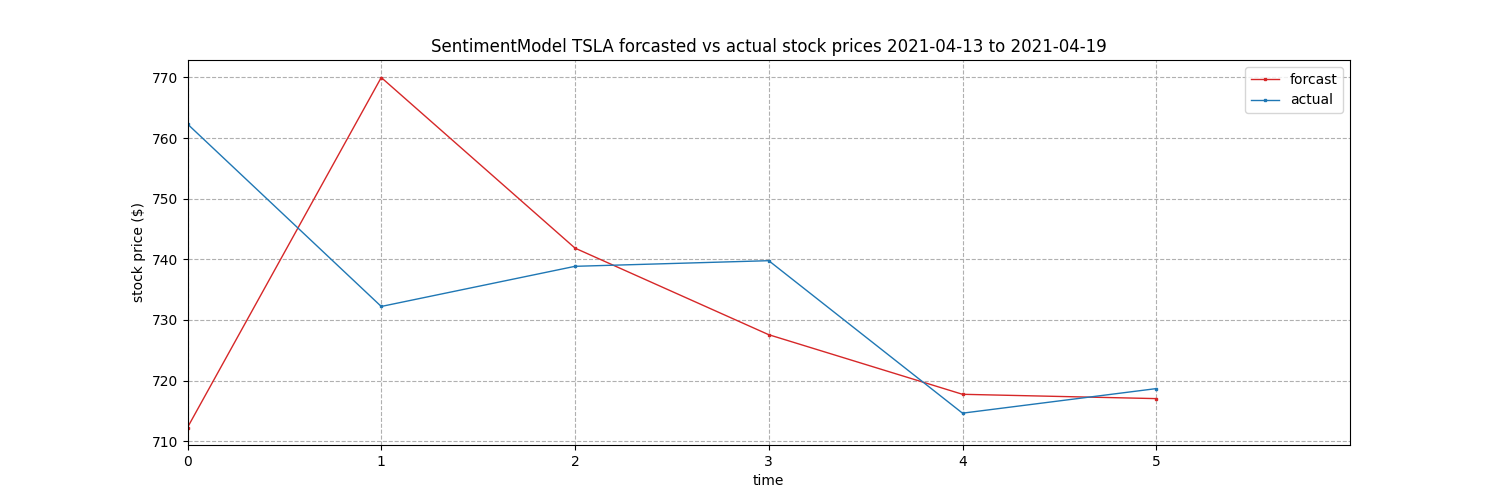 SentimentModel TSLA forcasted vs actual stock prices 2021-04-13 to 2021-04-19
forcast
actual
770
760
750
740
730
720
710
stock price ($)
0 1 2 3 4 5
time